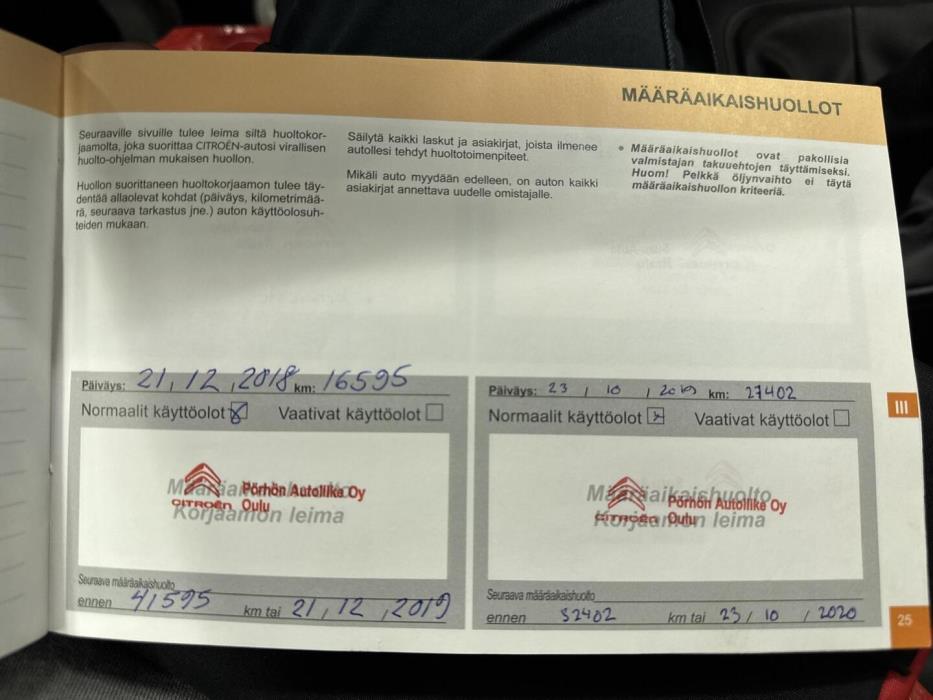 MÄÄRÄAIKAISHUOLLOT
Seuraaville sivuille tulee leima siltä huoltokor-
jaamolta, joka suorittaa CITROËN-autosi virallisen
huolto-ohjelman mukaisen huollon.
Huollon suorittaneen huoltokorjaamon tulee täy-
dentää allaolevat kohdat (päiväys, kilometrimää-
rä, seuraava tarkastus jne.) auton käyttöolosuh-
teiden mukaan.
Säilytä kaikki laskut ja asiakirjat, joista ilmenee
autollesi tehdyt huoltotoimenpiteet.
Mikäli auto myydään edelleen, on auton kaikki
asiakirjat annettava uudelle omistajalle.
• Määräaikaishuollot ovat pakollisia
valmistajan takuuehtojen täyttämiseksi.
Huom! Pelkkä öljynvaihto ei täytä
määräaikaishuollon kriteeriä.
Päiväys: 21, 12, 2018 km: 16595
Normaalit käyttöolot Vaativat käyttöolot
Määräaikaishuolto
Korjaamon leima
Pörhön Autoliike Oy
CITROËN Oulu
Seuraava määräaikaishuolto
ennen 41595 km tai 21, 12, 2019
Päiväys: 23 / 10 / 2019 km: 27402
Normaalit käyttöolot Vaativat käyttöolot
Määräaikaishuolto
Korjaamon leima
Pörhön Autoliike Oy
CITROËN Oulu
Seuraava määräaikaishuolto
ennen 52402 km tai 23 / 10 / 2020
III
25